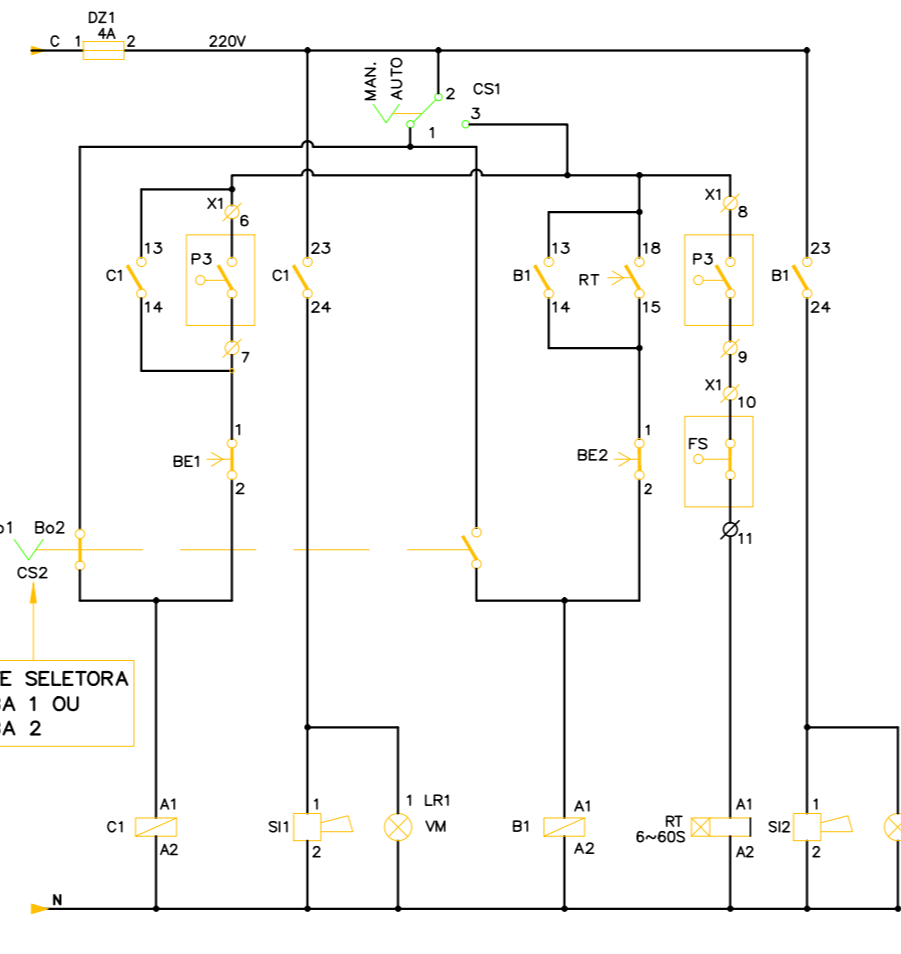 DZ1
4A
C 1 2 220V
MAN.
AUTO
2 CS1
3
1
X1 X1
6 8
13 23 13 18 23
C1 P3 C1 B1 RT P3 B1
14 24 14 15 24
7 9
X1
10
1 1
BE1 BE2 FS
2 2
Bo2 11
CS2
E SELETORA
A 1 OU
A 2
A1 1 1 LR1 A1 A1 1
C1 SI1 VM B1 RT SI2
6~60S
A2 2 A2 A2 2
N